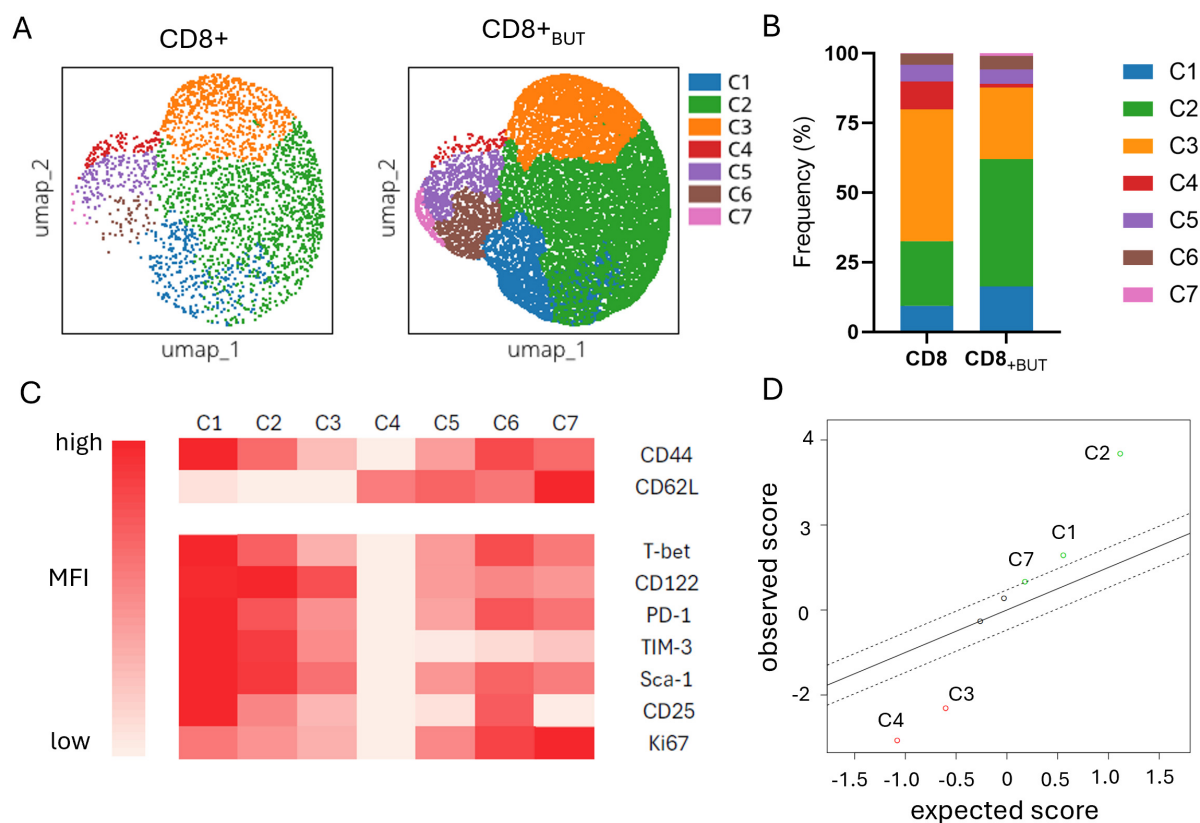 A
CD8+
CD8+BUT
umap_2
umap_1
umap_2
umap_1
C1
C2
C3
C4
C5
C6
C7
B
Frequency (%)
100
75
50
25
0
CD8
CD8+BUT
C1
C2
C3
C4
C5
C6
C7
C
high
MFI
low
C1 C2 C3 C4 C5 C6 C7
CD44
CD62L
T-bet
CD122
PD-1
TIM-3
Sca-1
CD25
Ki67
D
observed score
4
3
0
-2
C2
C1
C7
C3
C4
-1.5 -1.0 -0.5 0 0.5 1.0 1.5
expected score